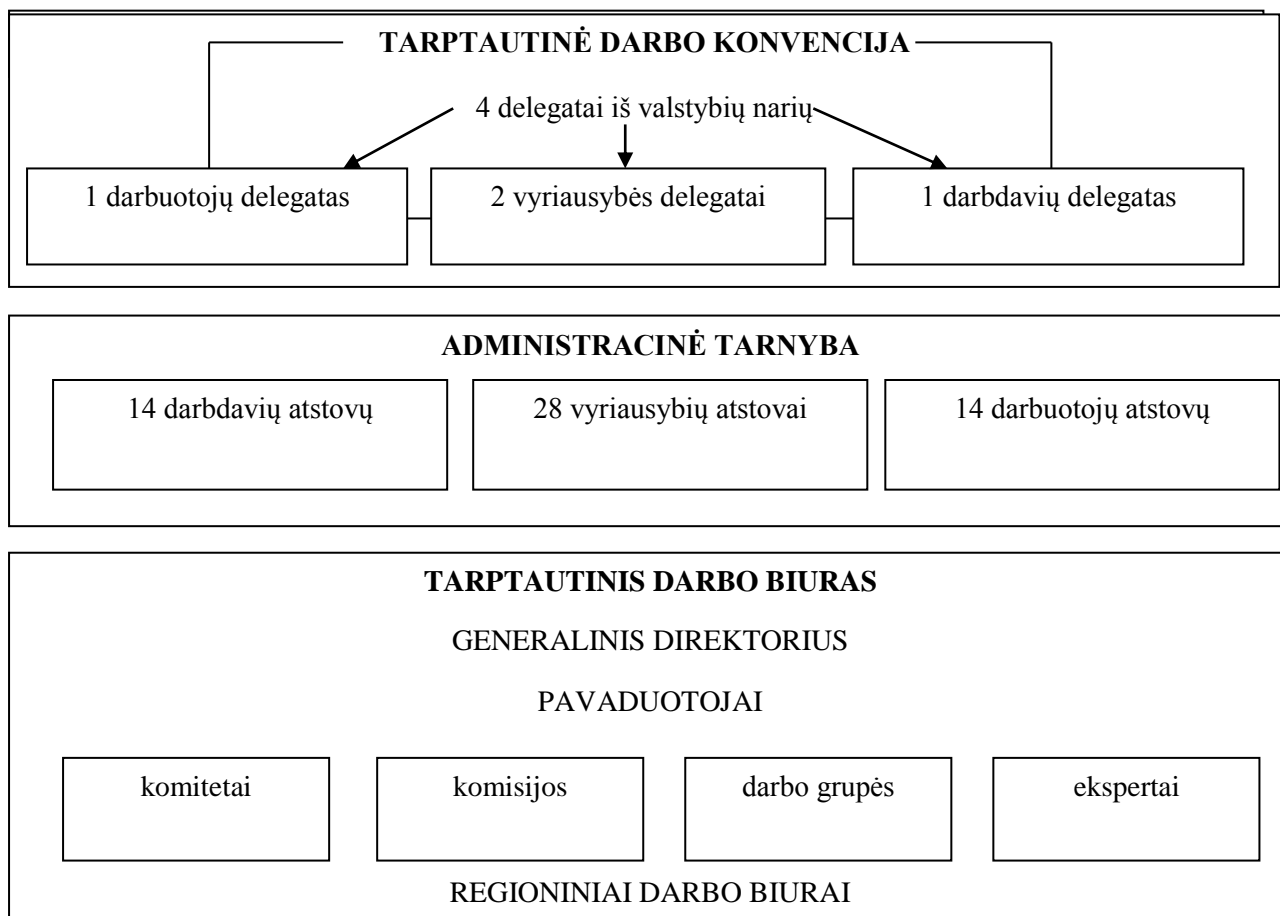 TARPTAUTINĖ DARBO KONVENCIJA
4 delegatai iš valstybių narių
1 darbuotojų delegatas
2 vyriausybės delegatai
1 darbdavių delegatas
ADMINISTRACINĖ TARNYBA
14 darbdavių atstovų
28 vyriausybių atstovai
14 darbuotojų atstovų
TARPTAUTINIS DARBO BIURAS
GENERALINIS DIREKTORIUS
PAVADUOTOJAI
komitetai
komisijos
darbo grupės
ekspertai
REGIONINIAI DARBO BIURAI